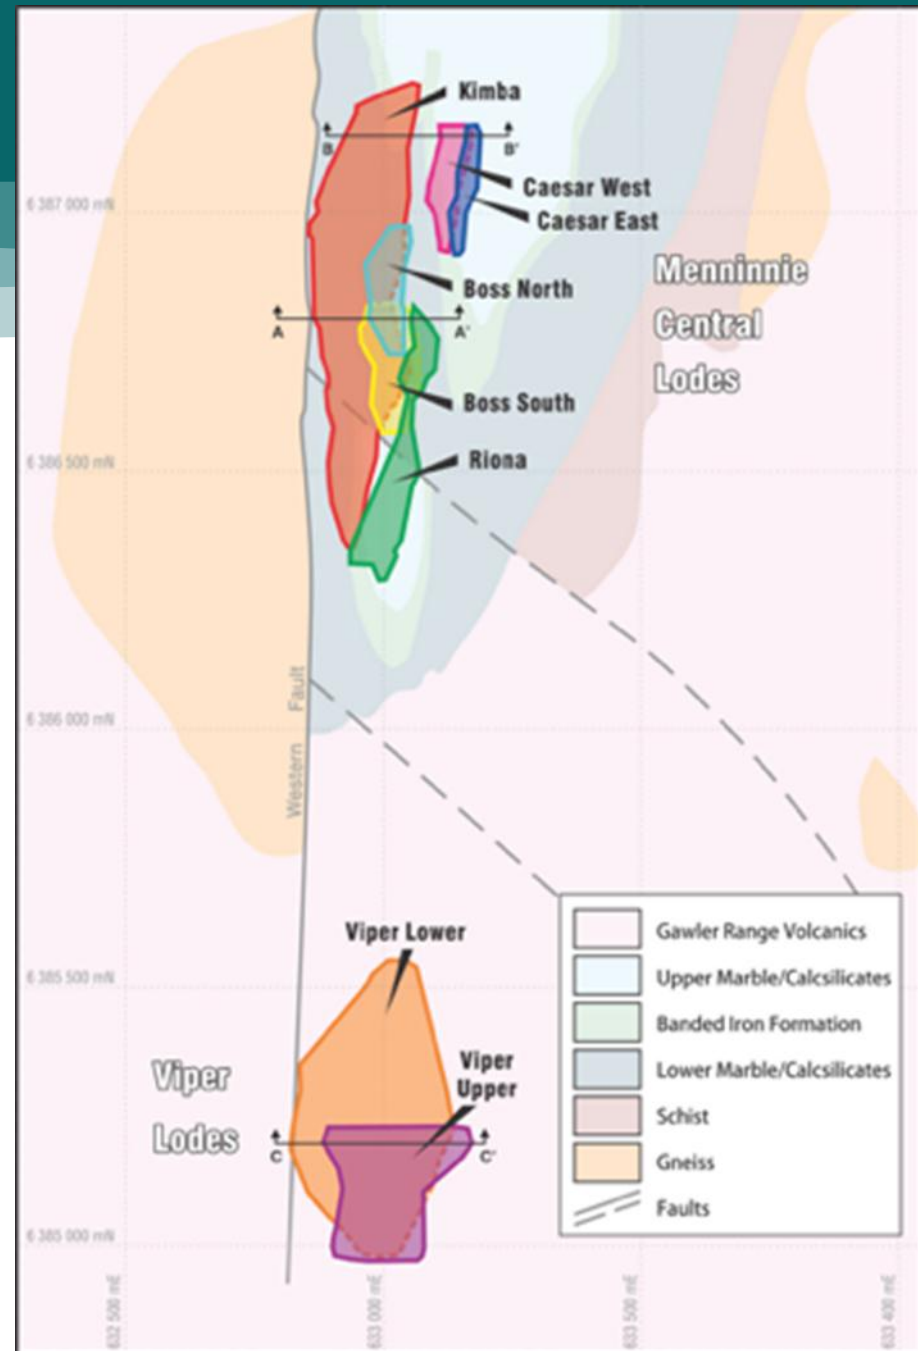 Kimba
B
B'
6 387 000 mN
Caesar West
Caesar East
Menninnie
Central
Lodes
Boss North
A
A'
Boss South
6 386 500 mN
Riona
Western Fault
6 386 000 mN
Viper Lower
6 385 500 mN
Viper
Lodes
Viper
Upper
C
C'
Gawler Range Volcanics
Upper Marble/Calcsilicates
Banded Iron Formation
Lower Marble/Calcsilicates
Schist
Gneiss
Faults
6 385 000 mN
632 500 mE
633 000 mE
633 500 mE
633 400 mE